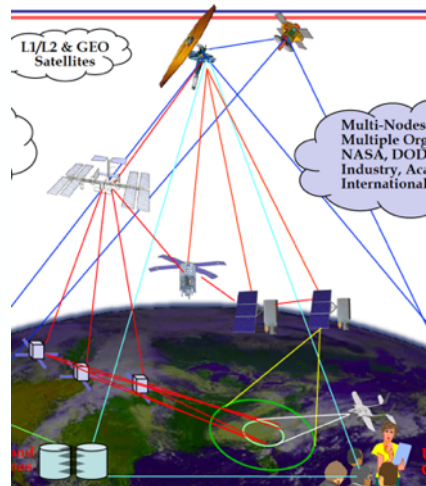 L1/L2 & GEO
Satellites
Multi-Nodes
Multiple Org
NASA, DOD
Industry, Aca
International